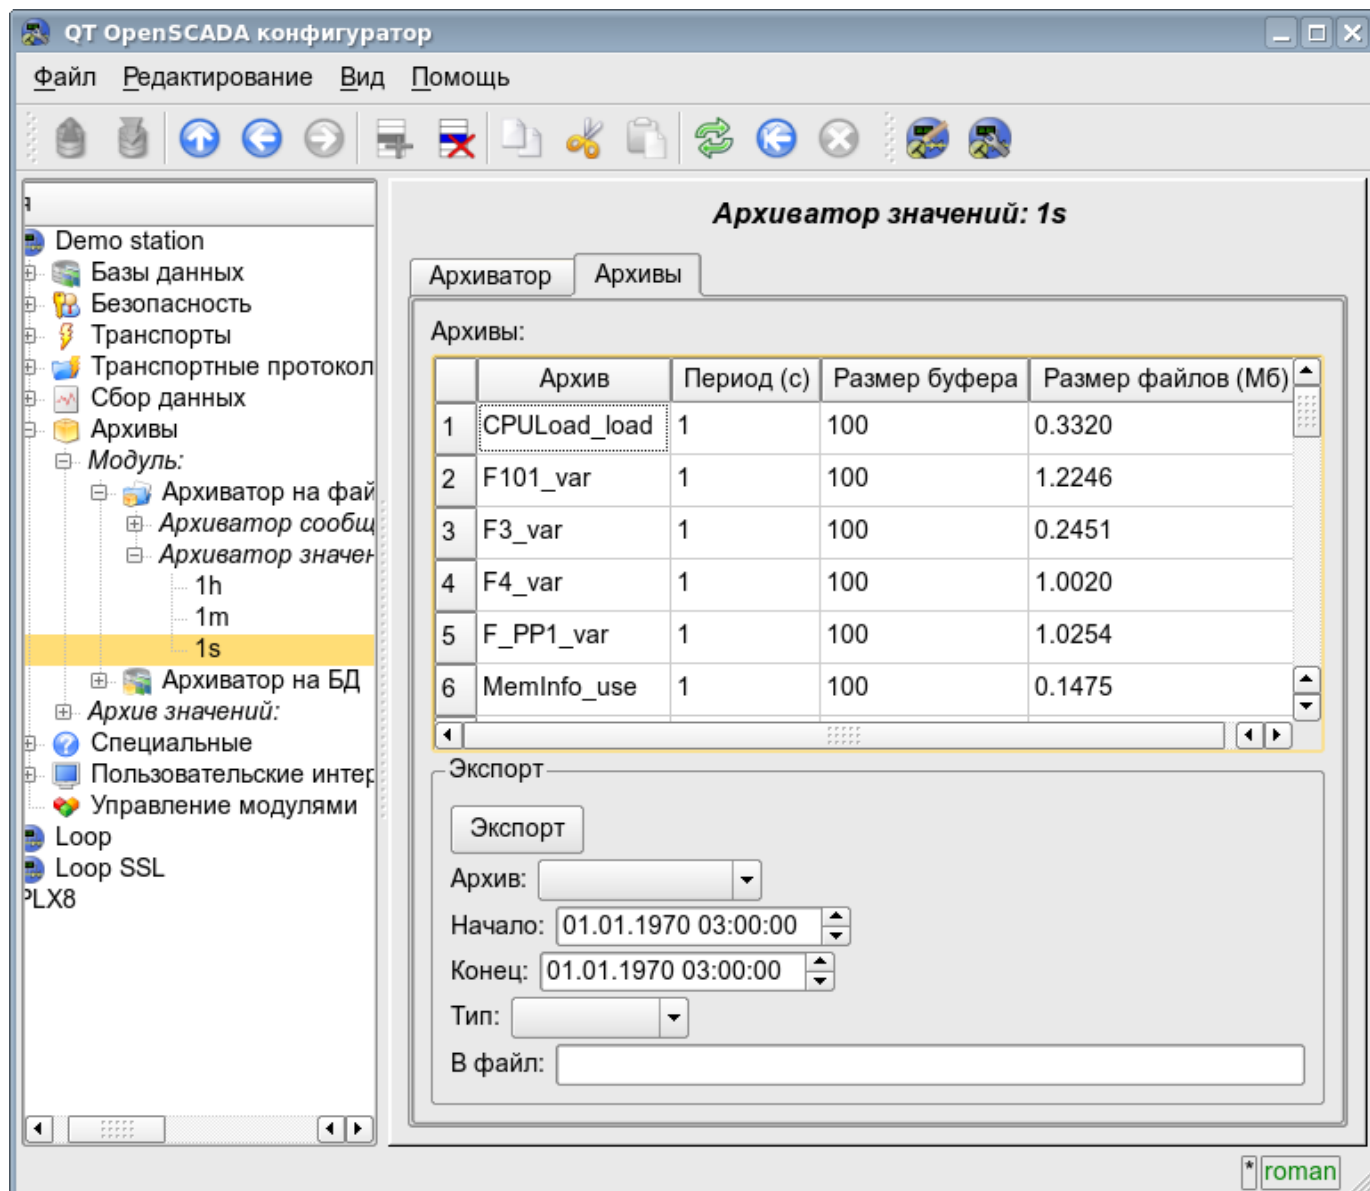 QT OpenSCADA конфигуратор
Файл Редактирование Вид Помощь
я
Demo station
Базы данных
Безопасность
Транспорты
Транспортные протокол
Сбор данных
Архивы
Модуль:
Архиватор на фай
Архиватор сообщ
Архиватор значен
1h
1m
1s
Архиватор на БД
Архив значений:
Специальные
Пользовательские интер
Управление модулями
Loop
Loop SSL
PLX8
Архиватор значений: 1s
Архиватор Архивы
Архивы:
Архив Период (с) Размер буфера Размер файлов (Мб)
1 CPULoad_load 1 100 0.3320
2 F101_var 1 100 1.2246
3 F3_var 1 100 0.2451
4 F4_var 1 100 1.0020
5 F_PP1_var 1 100 1.0254
6 MemInfo_use 1 100 0.1475
Экспорт
Экспорт
Архив:
Начало: 01.01.1970 03:00:00
Конец: 01.01.1970 03:00:00
Тип:
В файл:
* roman